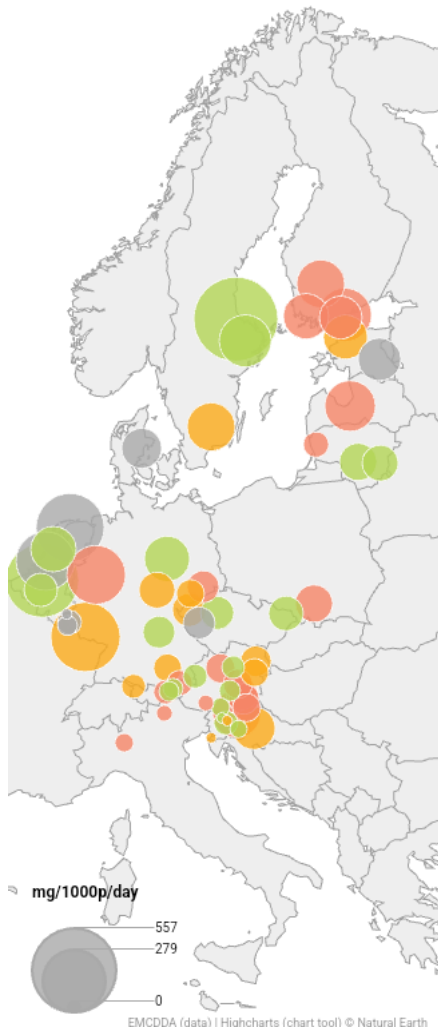 mg/1000p/day
557
279
0
EMCDDA (data) | Highcharts (chart tool) © Natural Earth